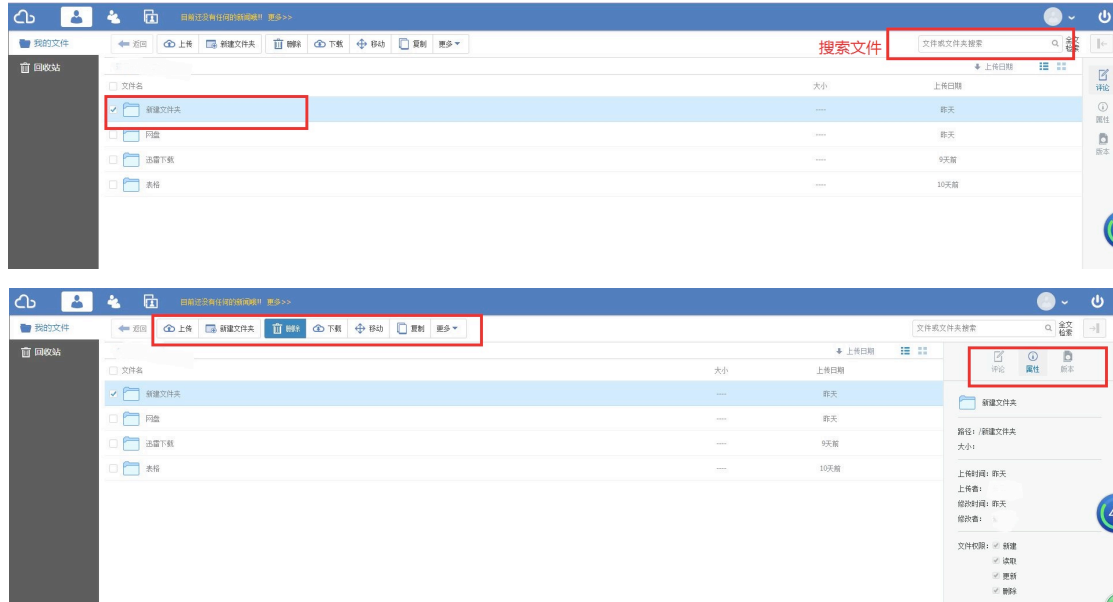 目前还没有任何的新闻哦!! 更多>>
我的文件 返回 上传 新建文件夹 删除 下载 移动 复制 更多 搜索文件 文件或文件夹搜索 全文检索
回收站 上传日期
文件名 大小 上传日期 评论
新建文件夹 ---- 昨天 属性
网盘 ---- 昨天 版本
迅雷下载 ---- 9天前
表格 ---- 10天前
目前还没有任何的新闻哦!! 更多>>
我的文件 返回 上传 新建文件夹 删除 下载 移动 复制 更多 文件或文件夹搜索 全文检索
回收站 上传日期
文件名 大小 上传日期 评论 属性 版本
新建文件夹 ---- 昨天 新建文件夹
网盘 ---- 昨天
路径: /新建文件夹
迅雷下载 ---- 9天前 大小:
表格 ---- 10天前 上传时间: 昨天
上传者:
修改时间: 昨天
修改者:
文件权限: 新建
读取
更新
删除